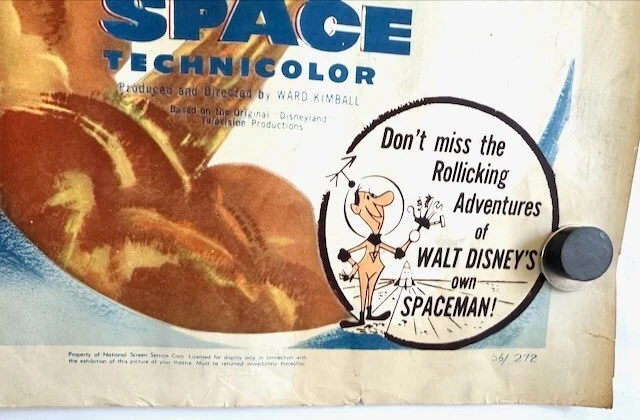 SPACE
TECHNICOLOR
Produced and Directed by WARD KIMBALL
Based on the Original Disneyland
Television Productions
Don't miss the
Rollicking
Adventures
of
WALT DISNEY'S
own
SPACEMAN!
Property of National Screen Service Corp. Licensed for display only in connection with
the exhibition of this picture at your theatre. Must be returned immediately thereafter.
56/272